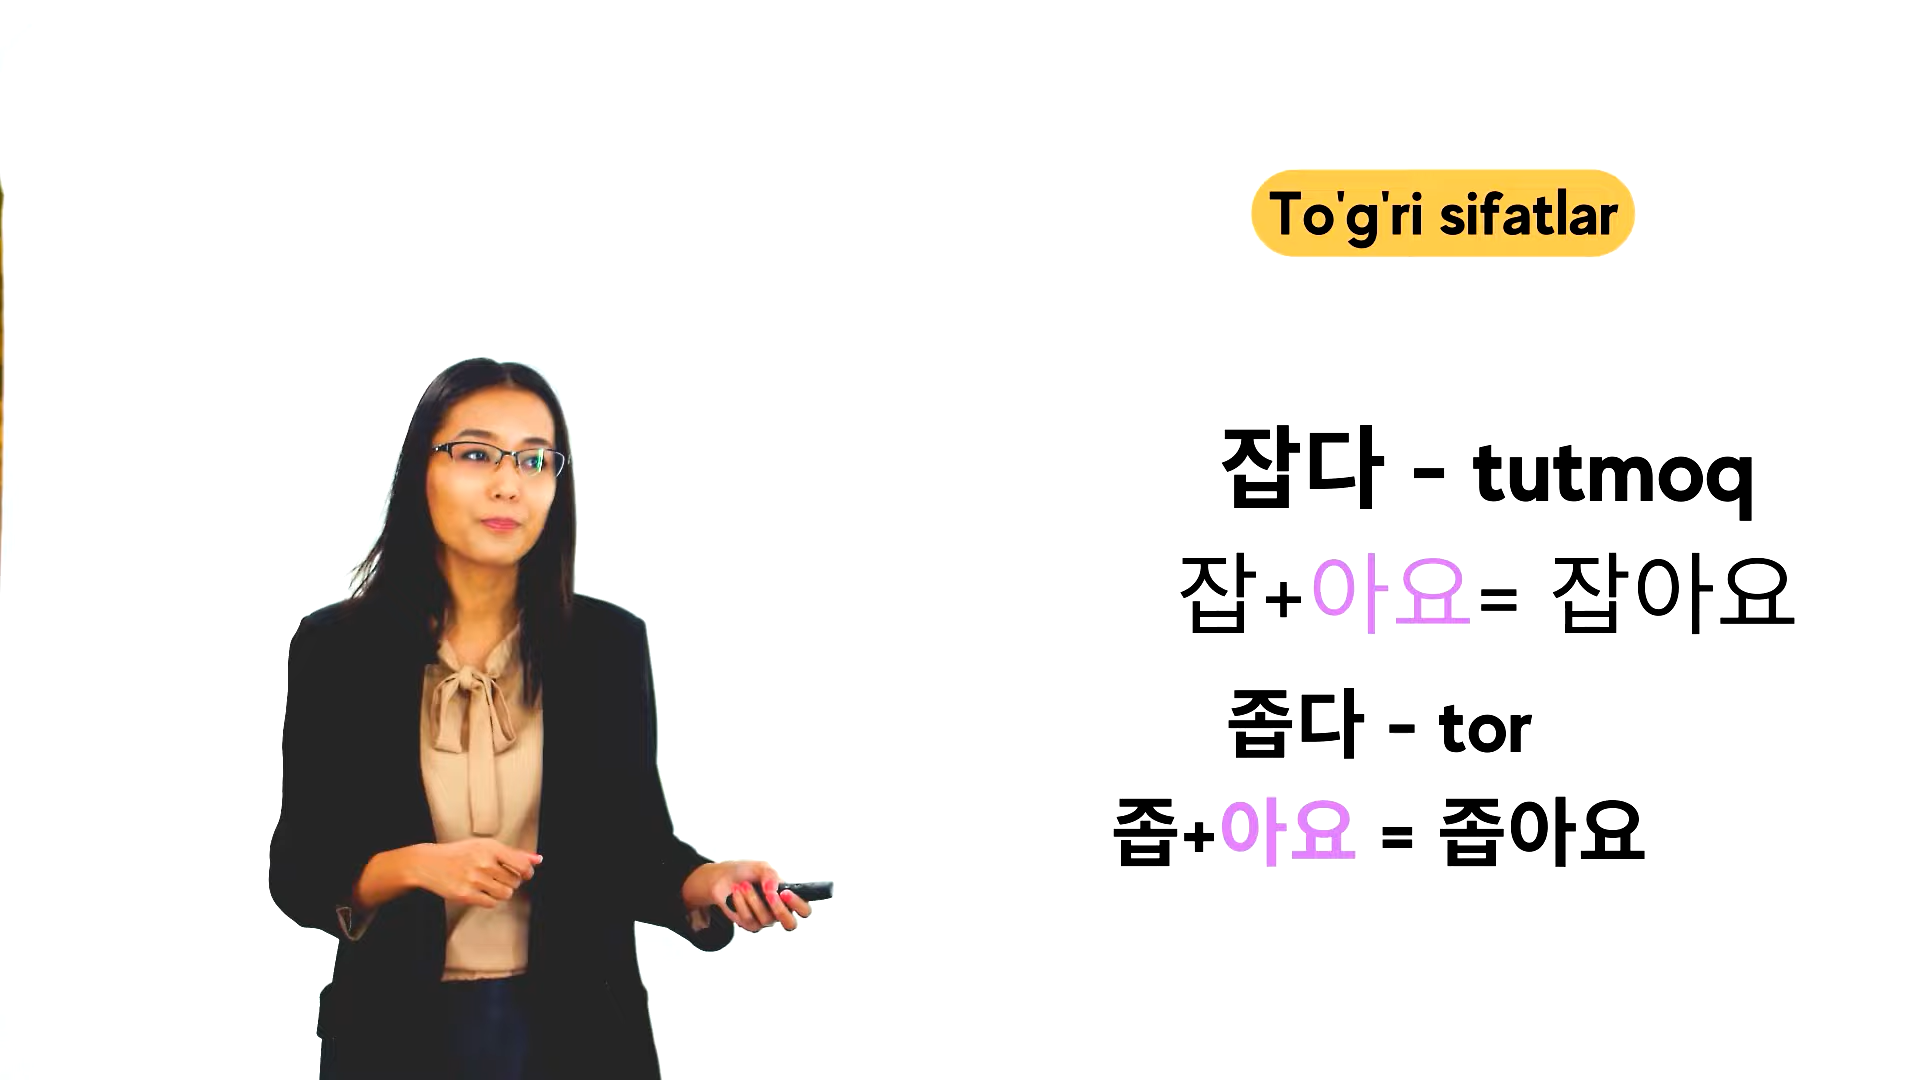 To'g'ri sifatlar
잡다 - tutmoq
잡+아요= 잡아요
좁다 - tor
좁+아요 = 좁아요